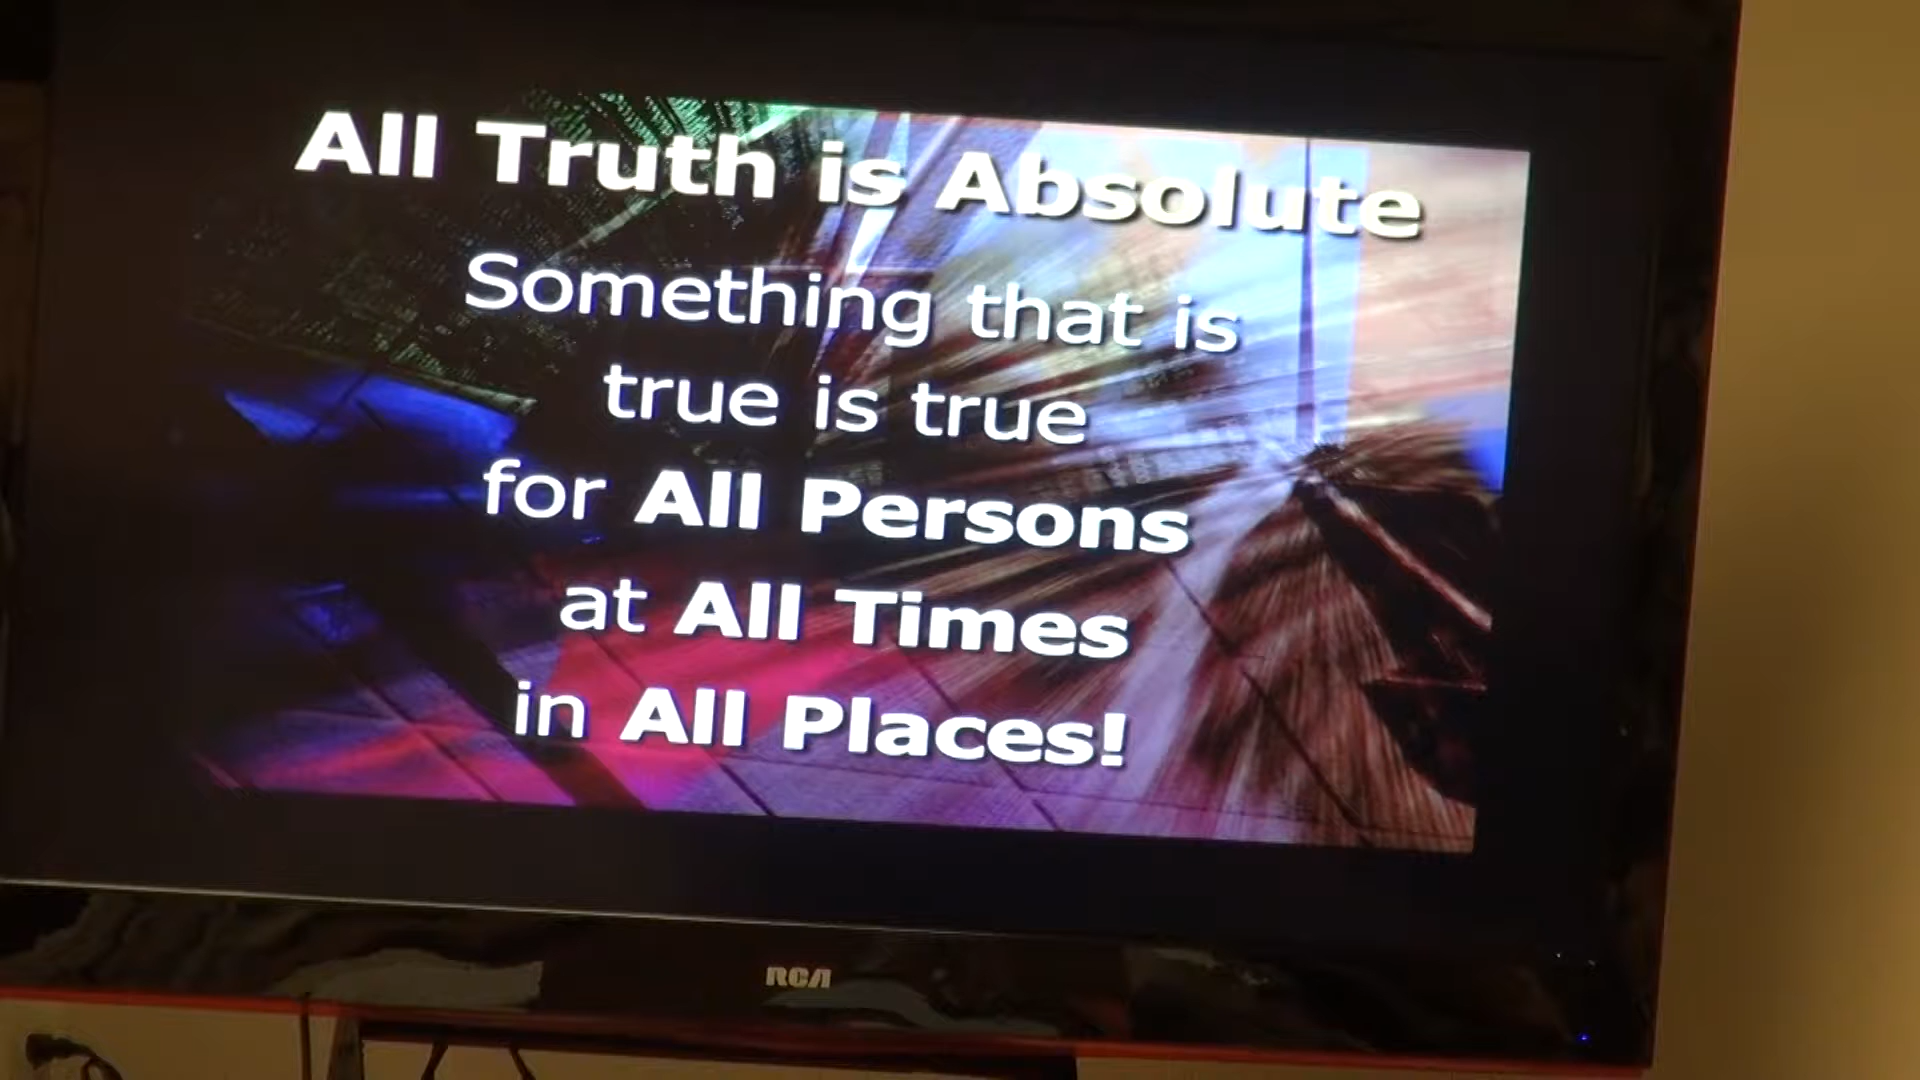 All Truth is Absolute
Something that is
true is true
for All Persons
at All Times
in All Places!
RCA